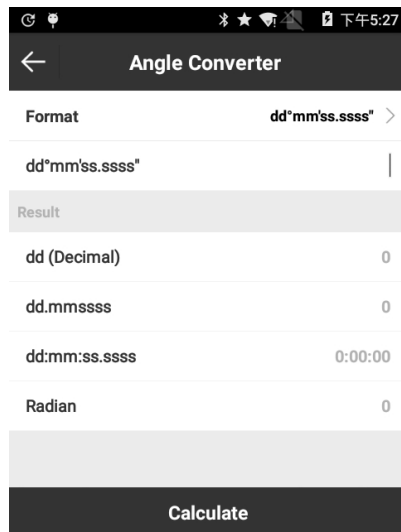 下午5:27
Angle Converter
Format dd°mm'ss.ssss"
dd°mm'ss.ssss"
Result
dd (Decimal) 0
dd.mmssss 0
dd:mm:ss.ssss 0:00:00
Radian 0
Calculate